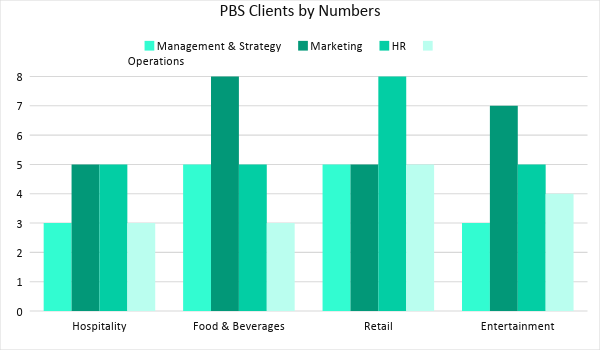 PBS Clients by Numbers
Management & Strategy Marketing HR
Operations
8
7
6
5
4
3
2
1
0
Hospitality Food & Beverages Retail Entertainment